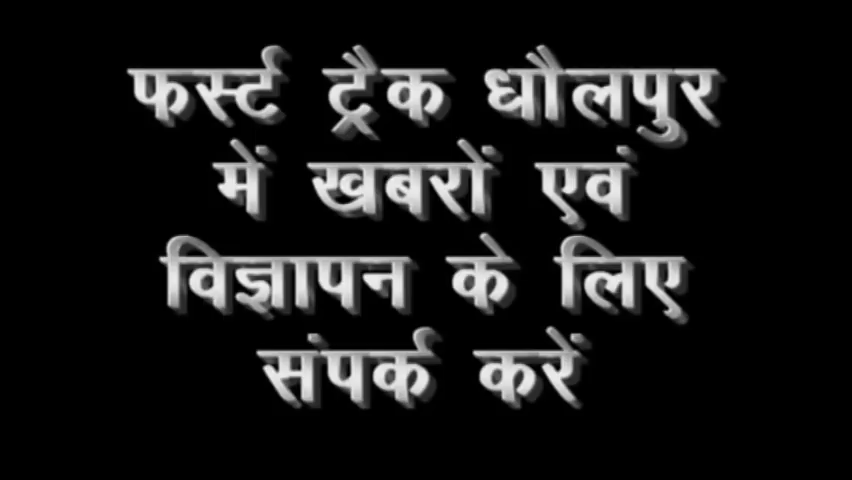 फर्स्ट ट्रैक धौलपुर
में खबरों एवं
विज्ञापन के लिए
संपर्क करें